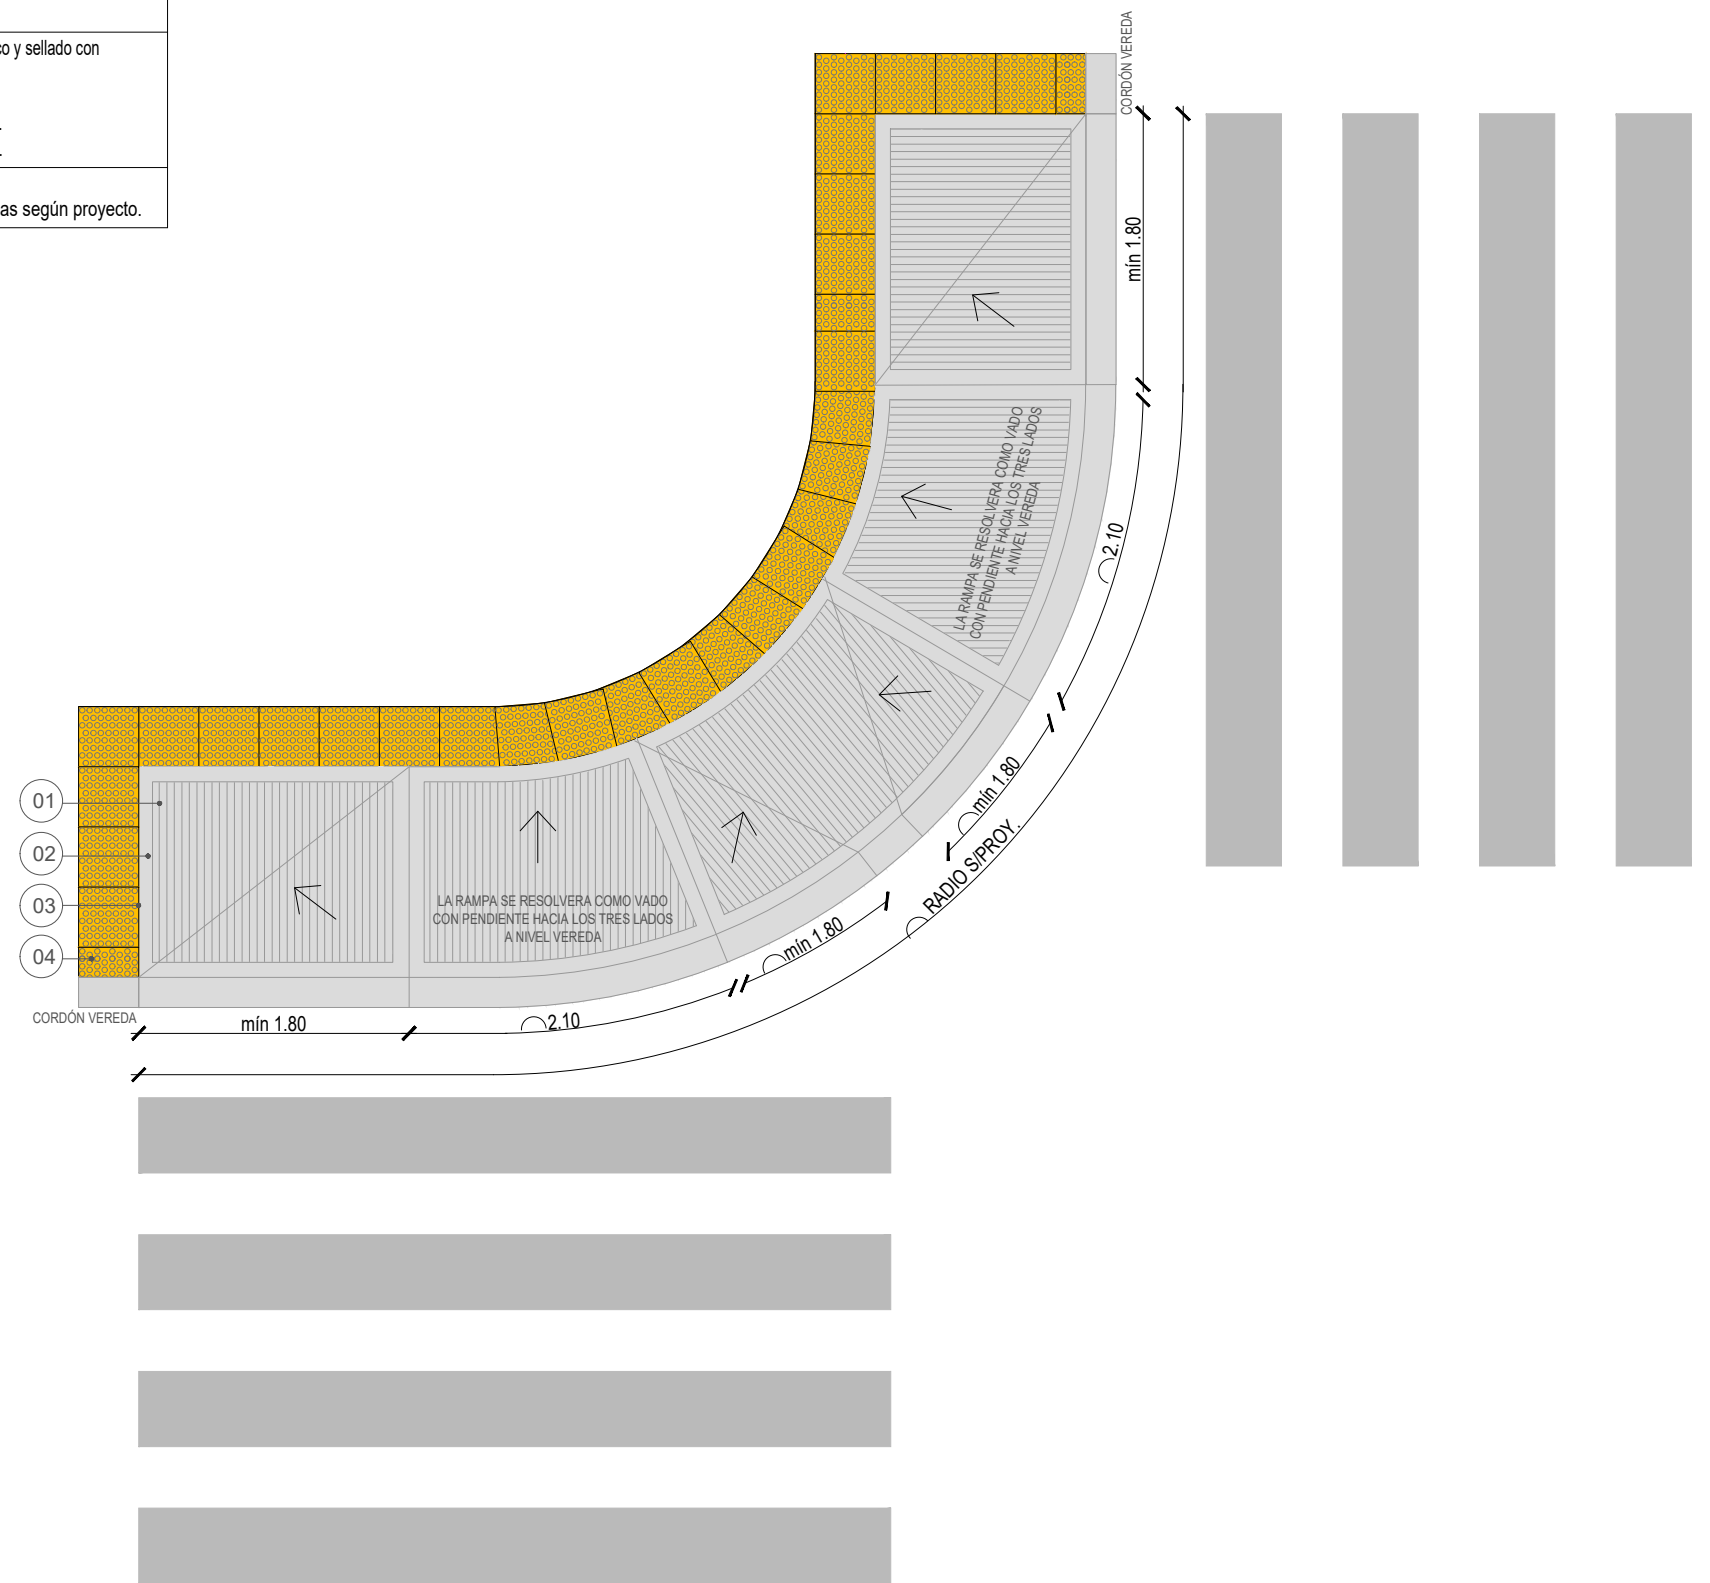 o y sellado con
.
.
as según proyecto.
CORDÓN VEREDA
mín 1.80
LA RAMPA SE RESOLVERA COMO VADO
CON PENDIENTE HACIA LOS TRES LADOS
A NIVEL VEREDA
2.10
mín 1.80
RADIO S/PROY.
mín 1.80
01
02
03
04
LA RAMPA SE RESOLVERA COMO VADO
CON PENDIENTE HACIA LOS TRES LADOS
A NIVEL VEREDA
CORDÓN VEREDA
mín 1.80
2.10